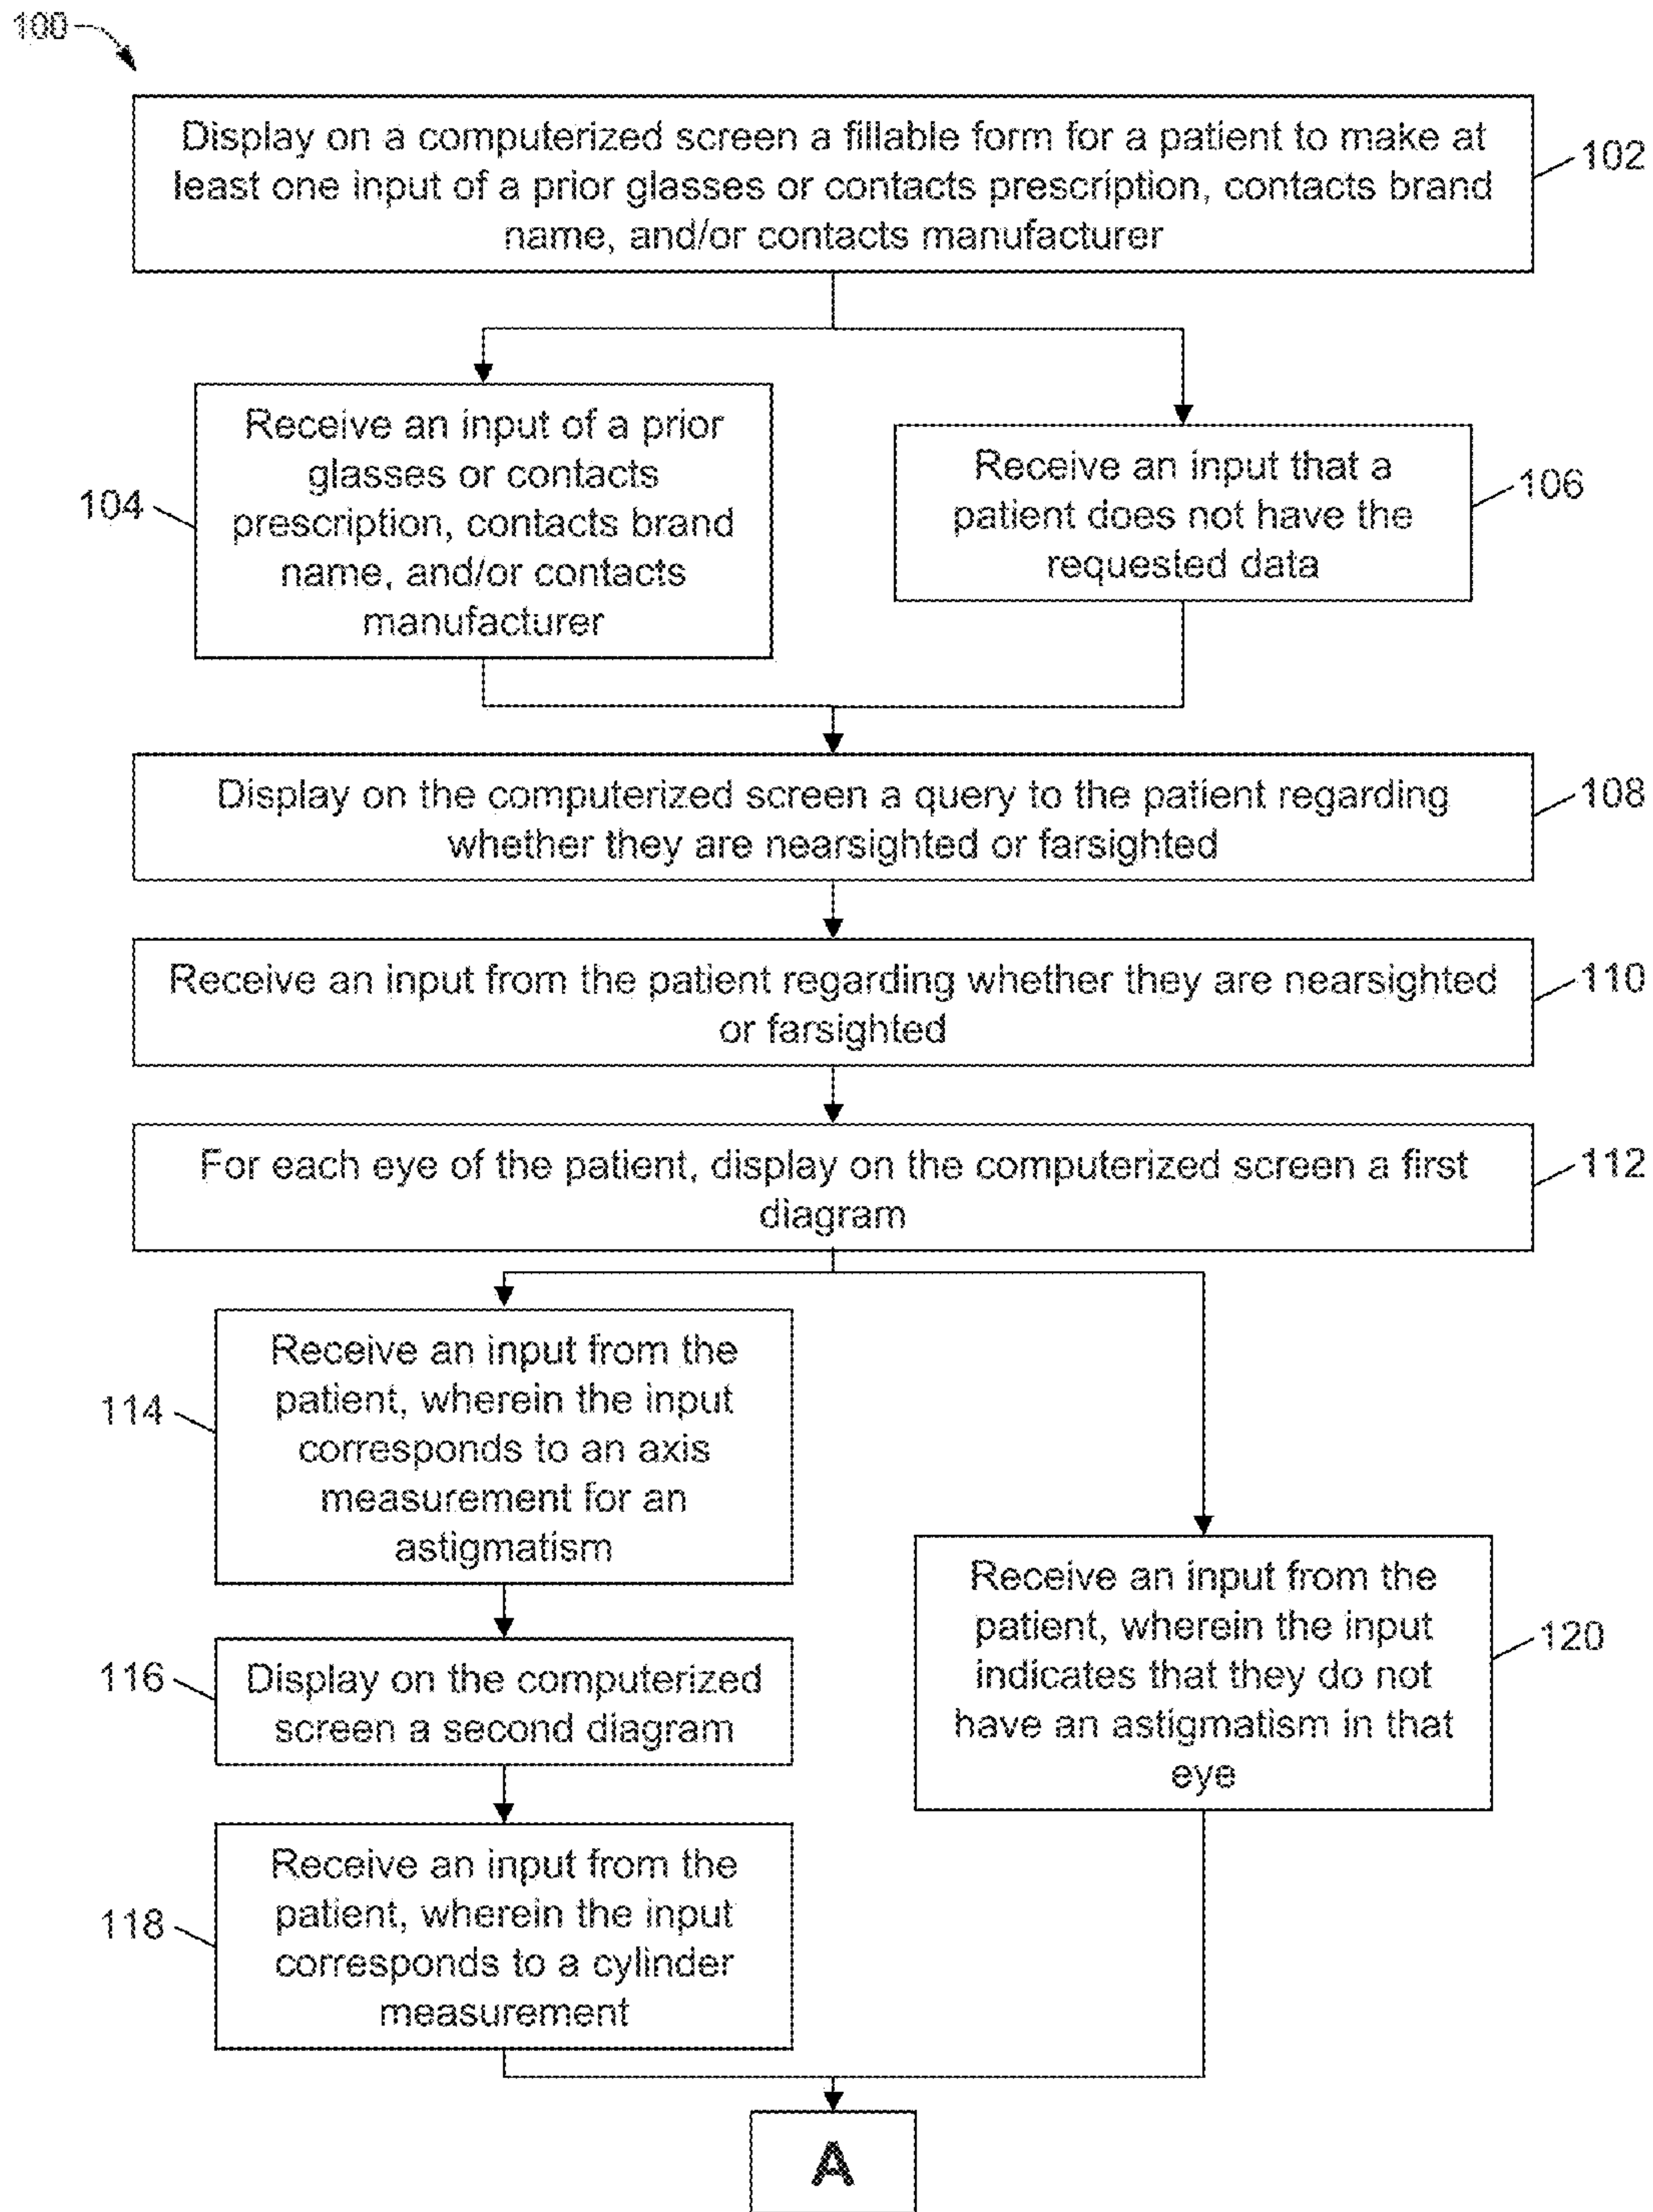 100
Display on a computerized screen a fillable form for a patient to make at
least one input of a prior glasses or contacts prescription, contacts brand
name, and/or contacts manufacturer
102
Receive an input of a prior
glasses or contacts
prescription, contacts brand
name, and/or contacts
manufacturer
104
Receive an input that a
patient does not have the
requested data
106
Display on the computerized screen a query to the patient regarding
whether they are nearsighted or farsighted
108
Receive an input from the patient regarding whether they are nearsighted
or farsighted
110
For each eye of the patient, display on the computerized screen a first
diagram
112
Receive an input from the
patient, wherein the input
corresponds to an axis
measurement for an
astigmatism
114
Display on the computerized
screen a second diagram
116
Receive an input from the
patient, wherein the input
corresponds to a cylinder
measurement
118
Receive an input from the
patient, wherein the input
indicates that they do not
have an astigmatism in that
eye
120
A